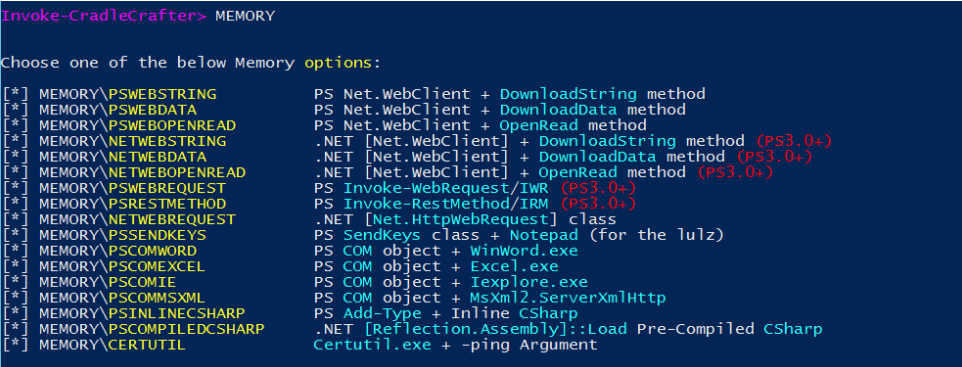 Invoke-CradleCrafter> MEMORY
Choose one of the below Memory options:
[*] MEMORY\PSWEBSTRING PS Net.WebClient + DownloadString method
[*] MEMORY\PSWEBDATA PS Net.WebClient + DownloadData method
[*] MEMORY\PSWEBOPENREAD PS Net.WebClient + OpenRead method
[*] MEMORY\NETWEBSTRING .NET [Net.WebClient] + DownloadString method (PS3.0+)
[*] MEMORY\NETWEBDATA .NET [Net.WebClient] + DownloadData method (PS3.0+)
[*] MEMORY\NETWEBOPENREAD .NET [Net.WebClient] + OpenRead method (PS3.0+)
[*] MEMORY\PSWEBREQUEST PS Invoke-WebRequest/IWR (PS3.0+)
[*] MEMORY\PSRESTMETHOD PS Invoke-RestMethod/IRM (PS3.0+)
[*] MEMORY\NETWEBREQUEST .NET [Net.HttpWebRequest] class
[*] MEMORY\PSSENDKEYS PS SendKeys class + Notepad (for the lulz)
[*] MEMORY\PSCOMWORD PS COM object + WinWord.exe
[*] MEMORY\PSCOMEXCEL PS COM object + Excel.exe
[*] MEMORY\PSCOMIE PS COM object + Iexplore.exe
[*] MEMORY\PSCOMMSXML PS COM object + MsXml2.ServerXmlHttp
[*] MEMORY\PSINLINECSHARP PS Add-Type + Inline CSharp
[*] MEMORY\PSCOMPILEDCSHARP .NET [Reflection.Assembly]::Load Pre-Compiled CSharp
[*] MEMORY\CERTUTIL Certutil.exe + -ping Argument